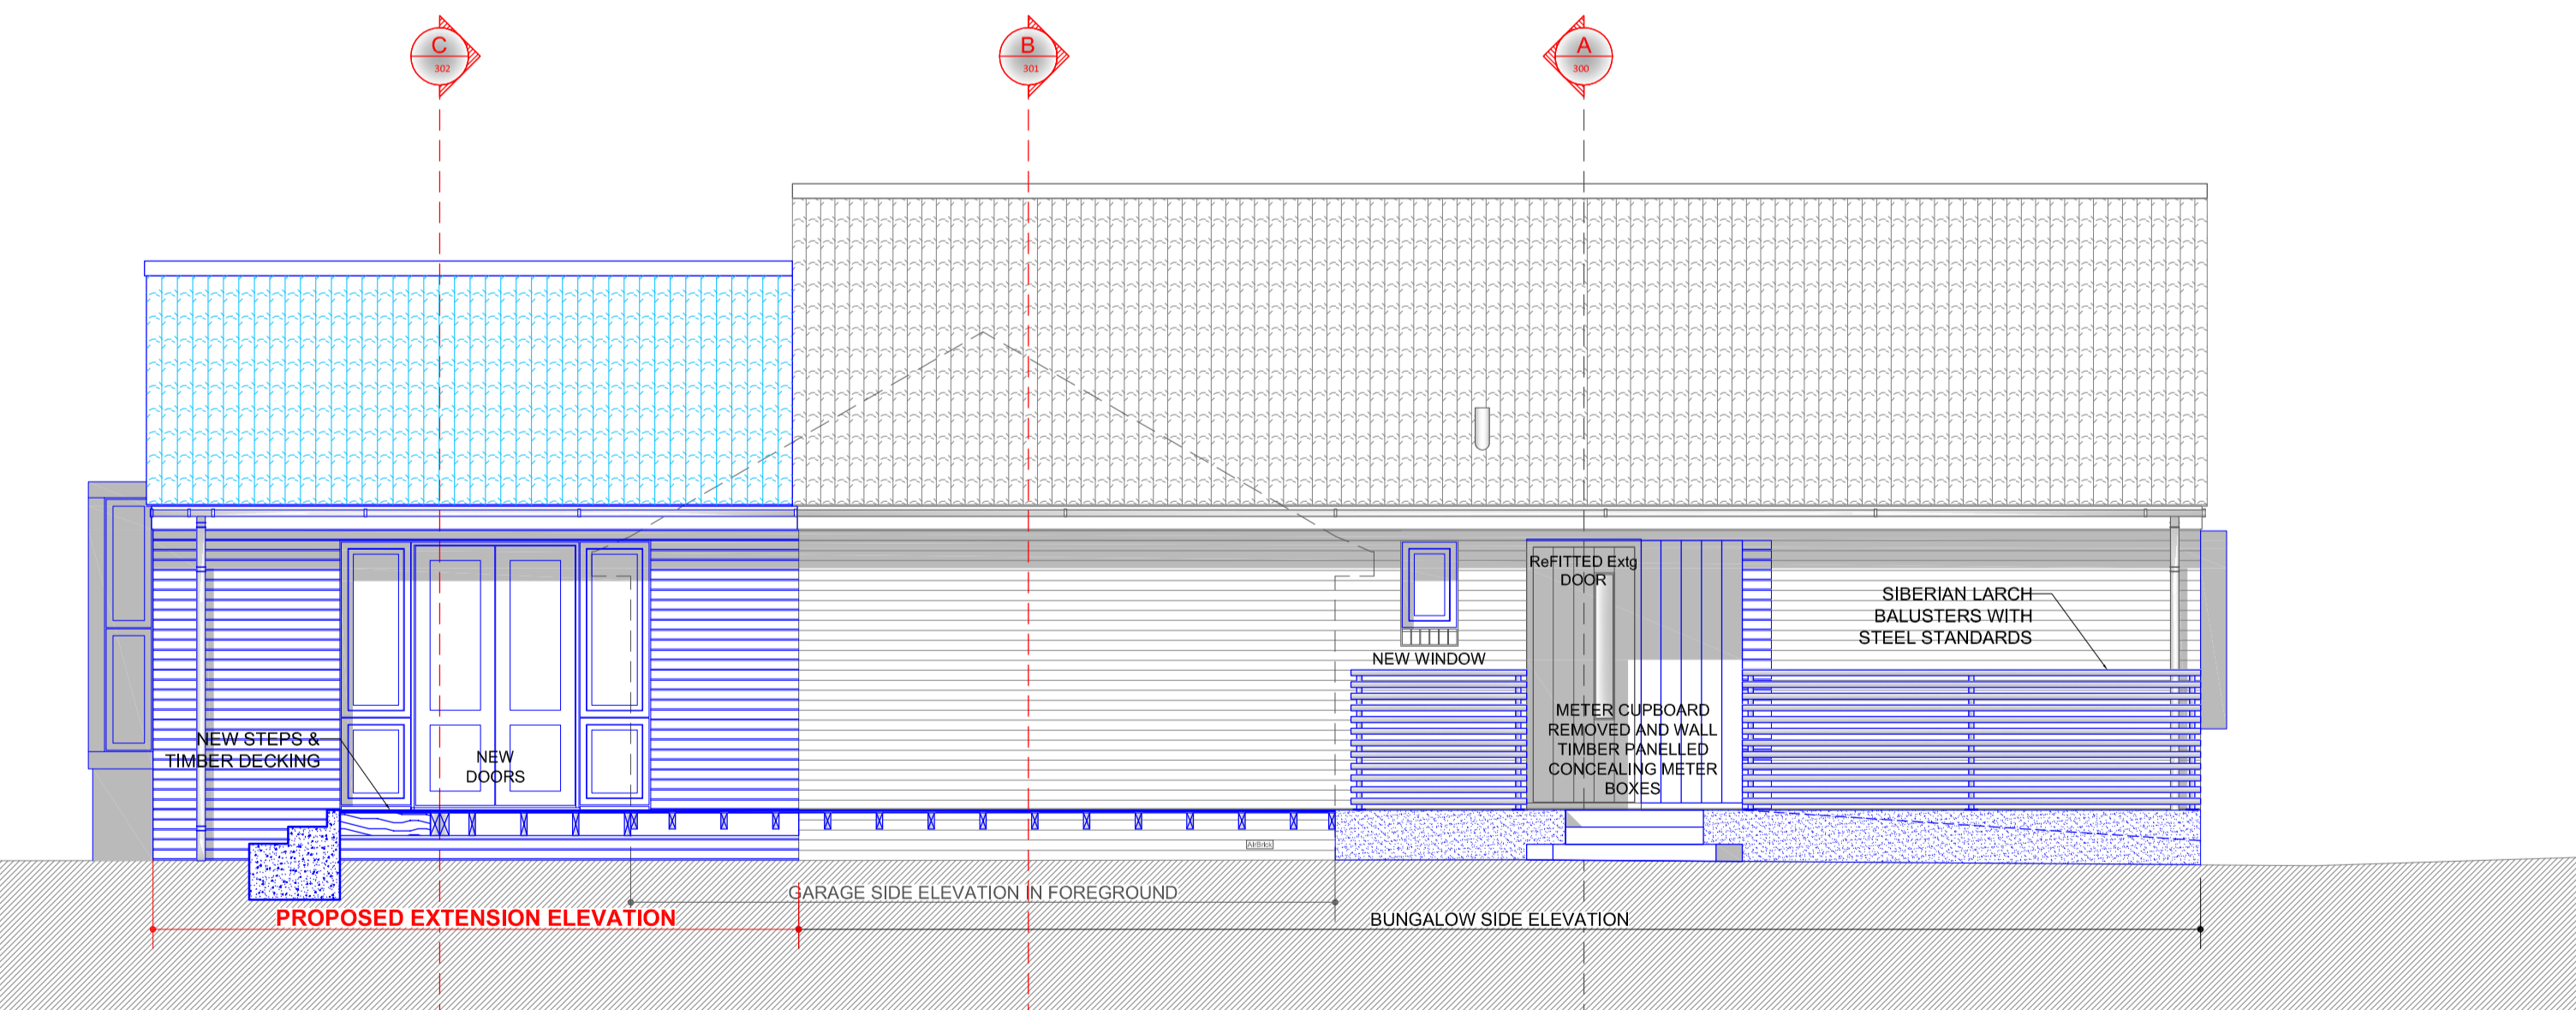 C
302
B
301
A
300
ReFITTED Extg
DOOR
SIBERIAN LARCH
BALUSTERS WITH
STEEL STANDARDS
NEW WINDOW
METER CUPBOARD
REMOVED AND WALL
TIMBER PANELLED
CONCEALING METER
BOXES
NEW STEPS &
TIMBER DECKING
NEW
DOORS
AirBrick
GARAGE SIDE ELEVATION IN FOREGROUND
PROPOSED EXTENSION ELEVATION
BUNGALOW SIDE ELEVATION